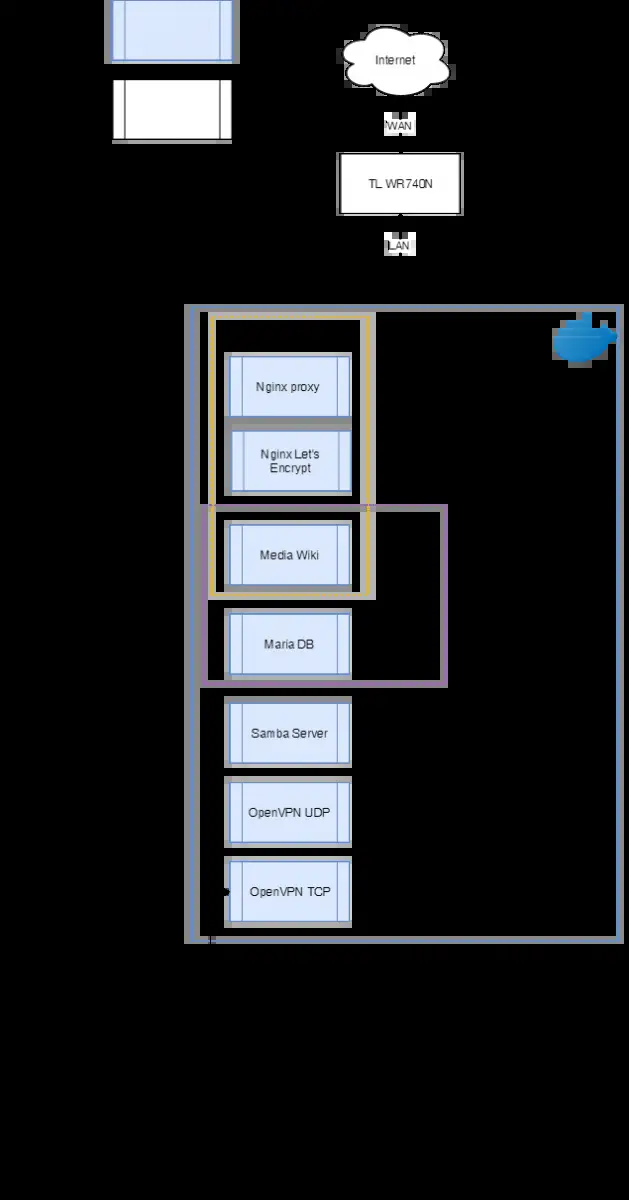 Internet
WAN
TL WR740N
LAN
Nginx proxy
Nginx Let's
Encrypt
Media Wiki
Maria DB
Samba Server
OpenVPN UDP
OpenVPN TCP